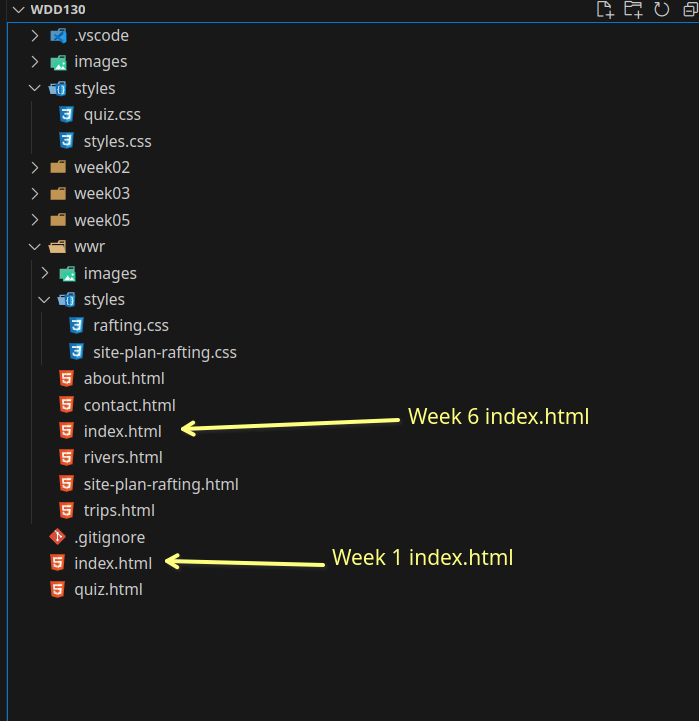 WDD130
.vscode
images
styles
quiz.css
styles.css
week02
week03
week05
wwr
images
styles
rafting.css
site-plan-rafting.css
about.html
contact.html
index.html Week 6 index.html
rivers.html
site-plan-rafting.html
trips.html
.gitignore
index.html Week 1 index.html
quiz.html